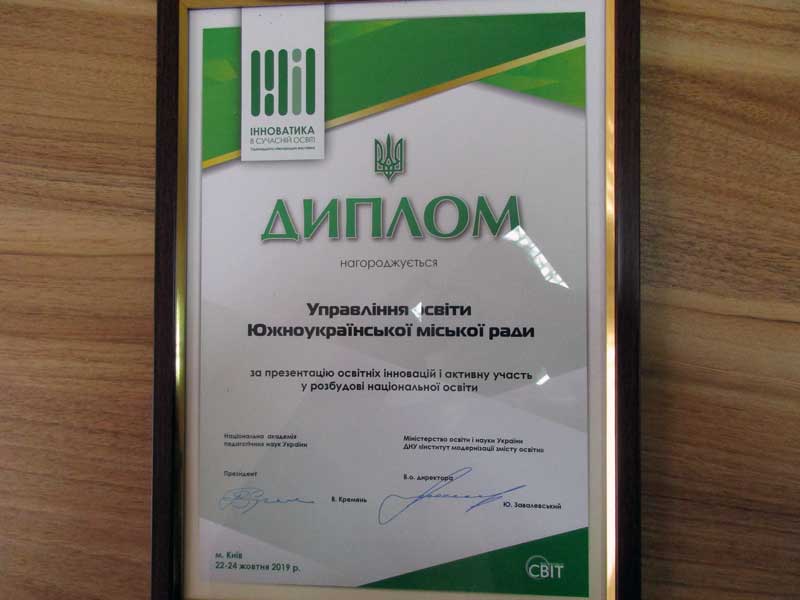 ІННОВАТИКА
В СУЧАСНІЙ ОСВІТІ
ДИПЛОМ
нагороджується
Управління освіти
Южноукраїнської міської ради
за презентацію освітніх інновацій і активну участь
у розбудові національної освіти
Національна академія
педагогічних наук України
Президент
В. Кремень
Міністерство освіти і науки України
ДНУ «Інститут модернізації змісту освіти»
В.о. директора
Ю. Завалевський
м. Київ
22-24 жовтня 2019 р.
СВІТ